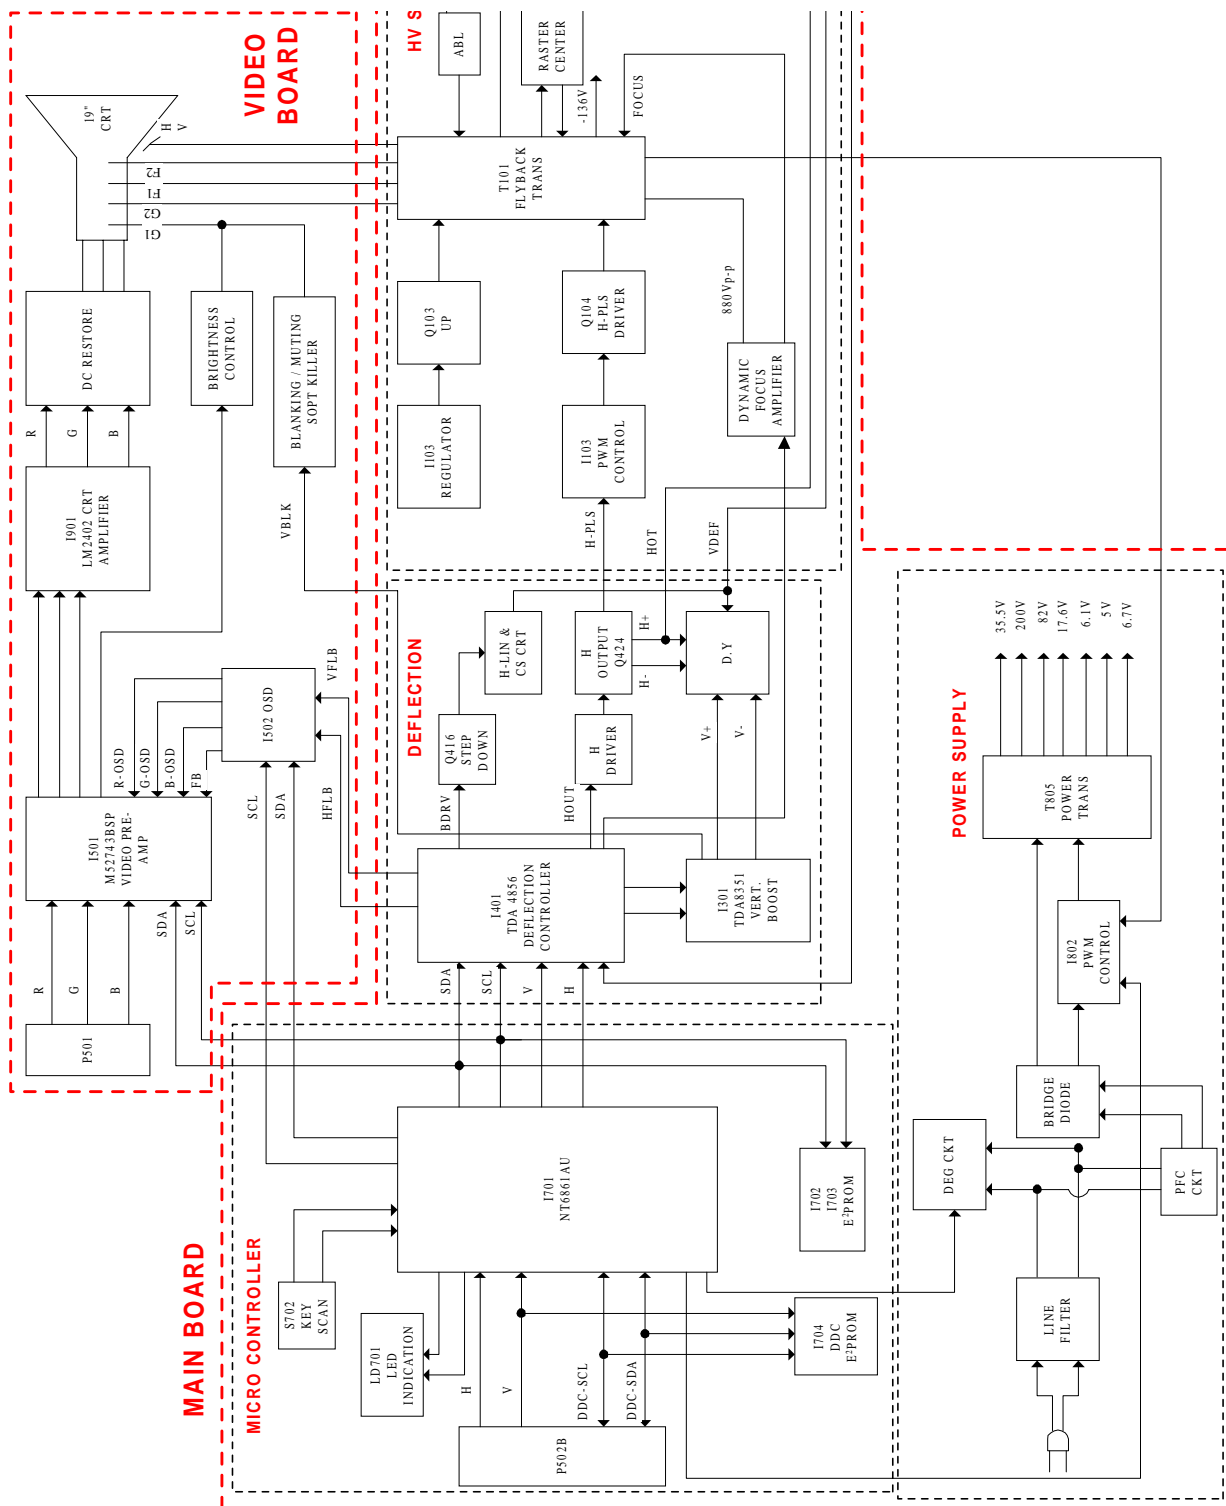 VIDEO
BOARD
19"
CRT
H
V
F2
F1
G2
G1
DC RESTORE
BRIGHTNESS
CONTROL
BLANKING / MUTING
SOPT KILLER
R
G
B
I901
LM2402 CRT
AMPLIFIER
VBLK
I502 OSD
VFLB
HFLB
R-OSD
G-OSD
B-OSD
FB
SCL
SDA
I501
M52743BSP
VIDEO PRE-
AMP
SDA
SCL
R
G
B
P501
HV S
ABL
RASTER
CENTER
-136V
FOCUS
T101
FLYBACK
TRANS
Q103
UP
Q104
H-PLS
DRIVER
880Vp-p
I103
REGULATOR
I103
PWM
CONTROL
DYNAMIC
FOCUS
AMPLIFIER
H-PLS
HOT
VDEF
DEFLECTION
H-LIN &
CS CRT
H
OUTPUT
Q424
H+
H-
D.Y
Q416
STEP
DOWN
H
DRIVER
V+
V-
BDRV
HOUT
I401
TDA 4856
DEFLECTION
CONTROLLER
I301
TDA8351
VERT.
BOOST
SDA
SCL
V
H
MAIN BOARD
MICRO CONTROLLER
I701
NT6861AU
I702
I703
E²PROM
S702
KEY
SCAN
LD701
LED
INDICATION
I704
DDC
E²PROM
H
V
DDC-SCL
DDC-SDA
P502B
POWER SUPPLY
35.5V
200V
82V
17.6V
6.1V
5V
6.7V
T805
POWER
TRANS
I802
PWM
CONTROL
BRIDGE
DIODE
DEG CKT
PFC
CKT
LINE
FILTER